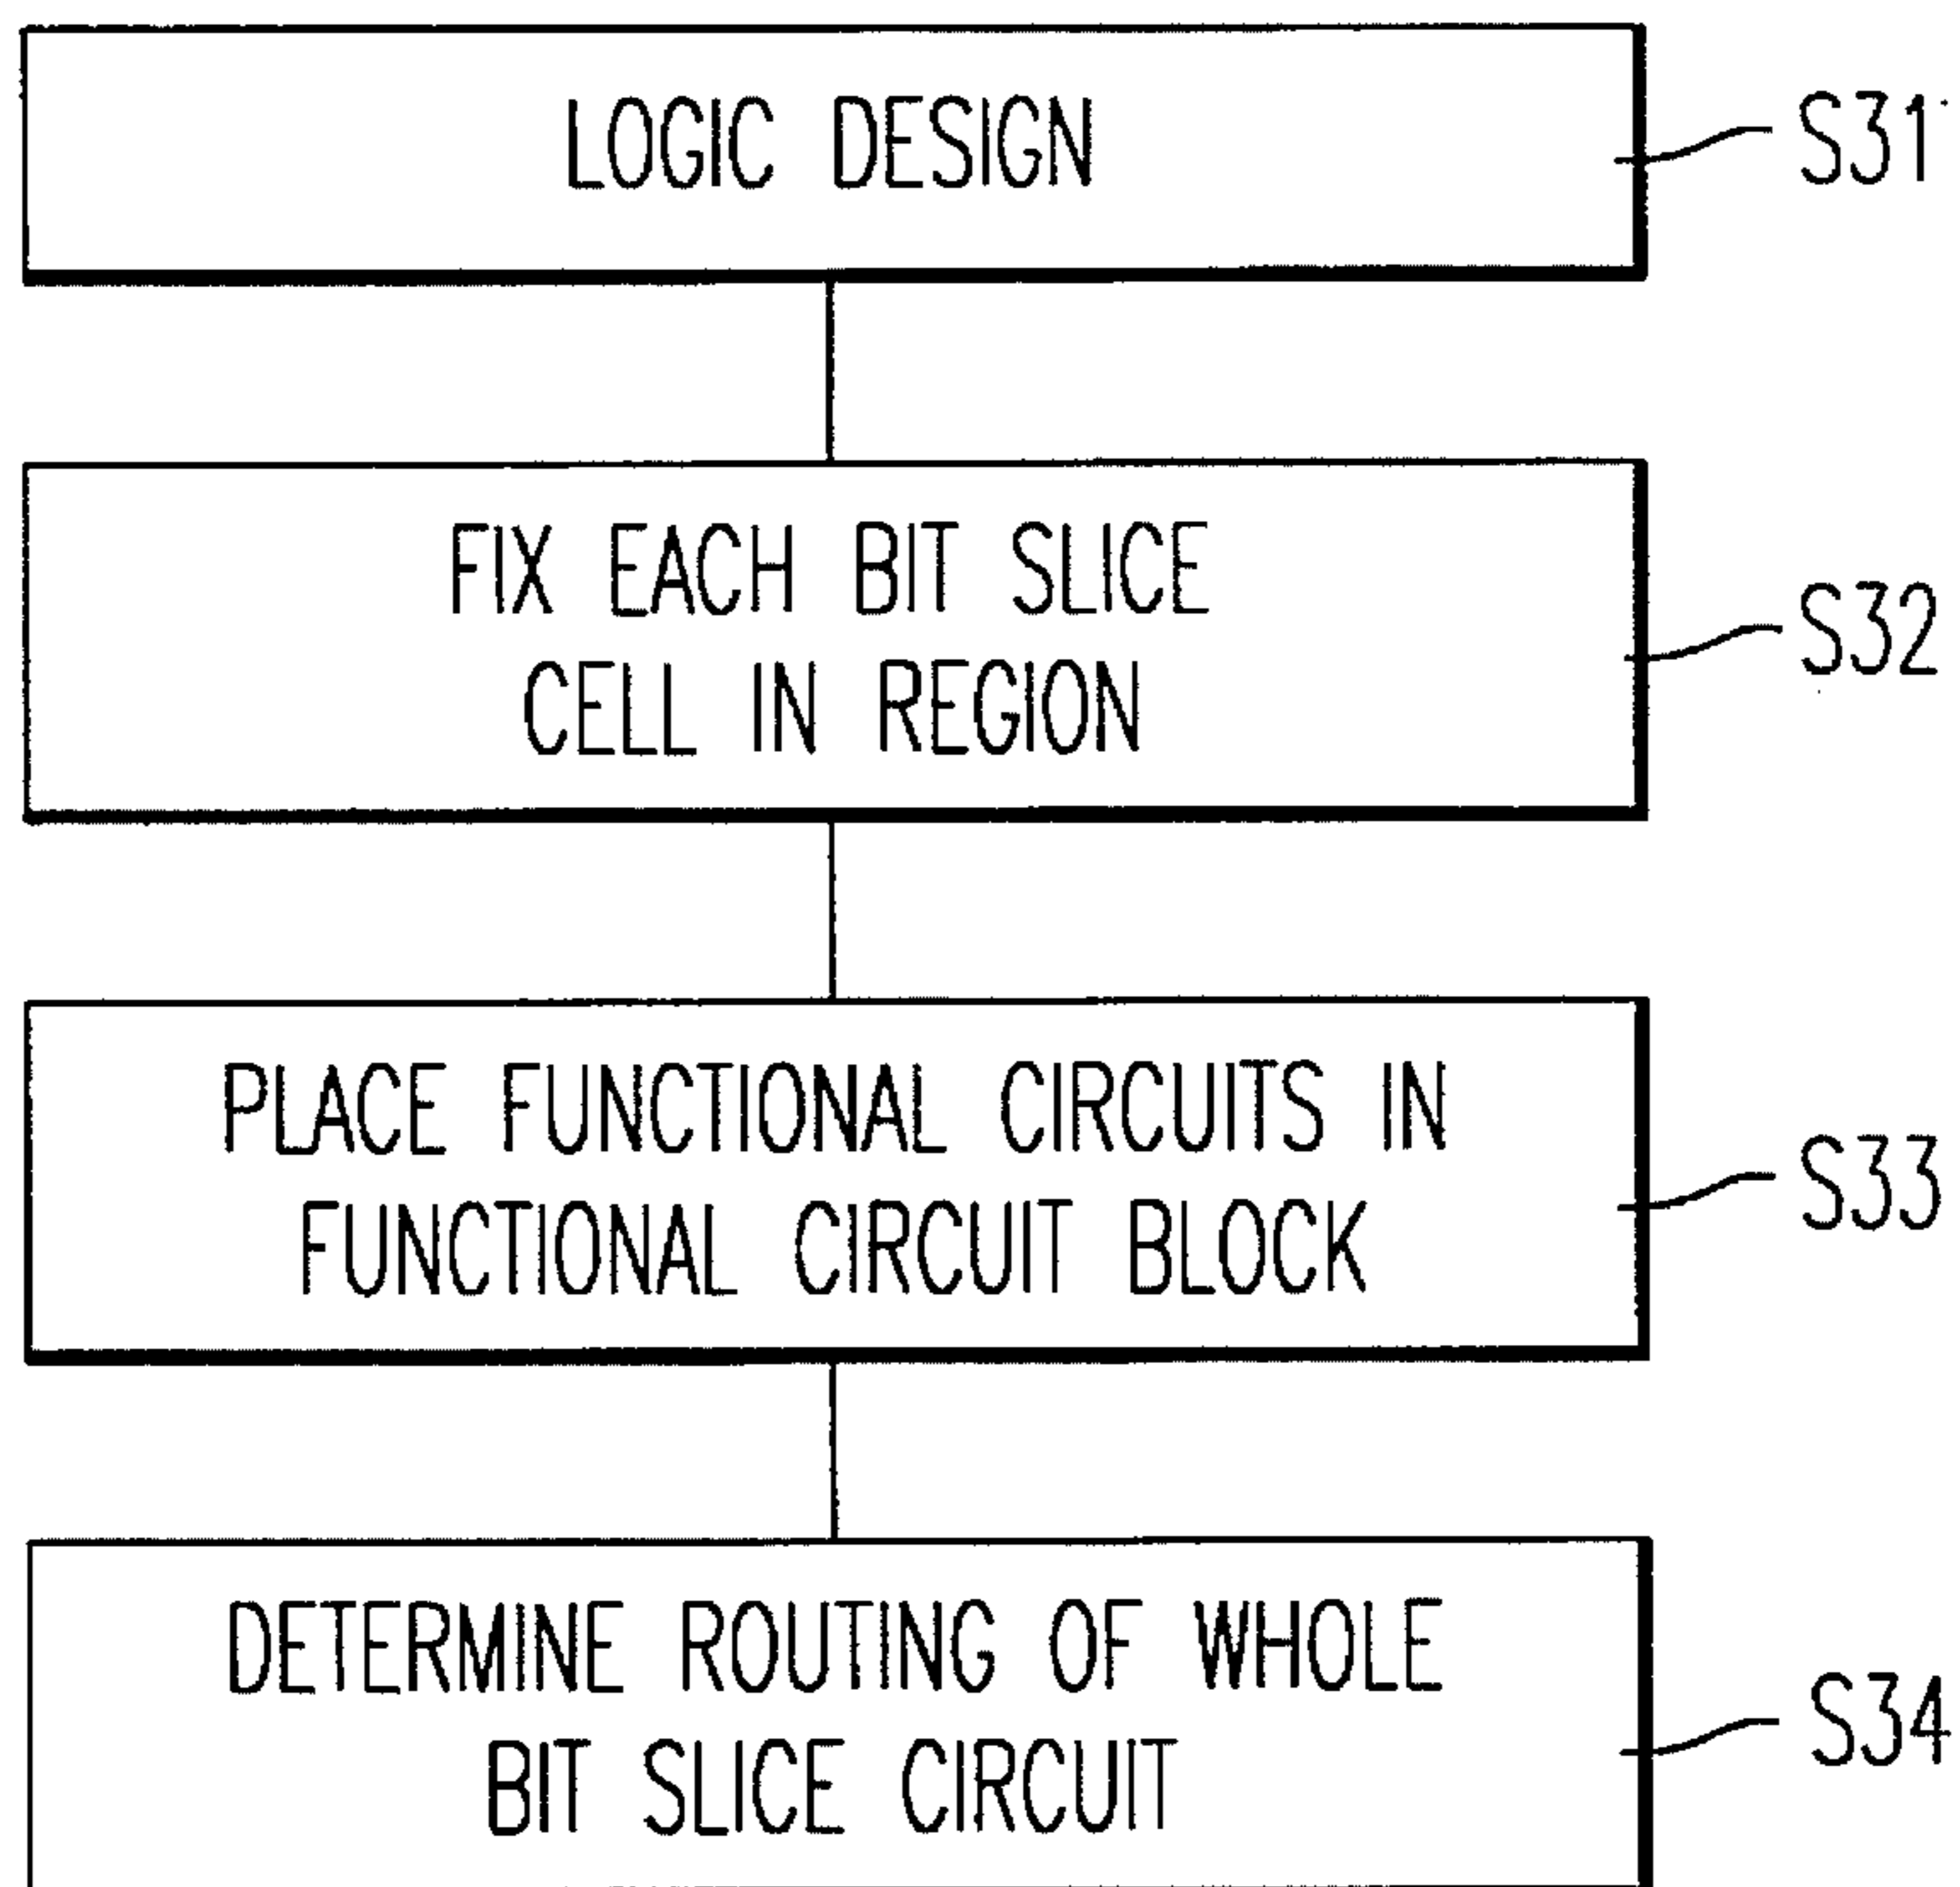 LOGIC DESIGN
S31
FIX EACH BIT SLICE
CELL IN REGION
S32
PLACE FUNCTIONAL CIRCUITS IN
FUNCTIONAL CIRCUIT BLOCK
S33
DETERMINE ROUTING OF WHOLE
BIT SLICE CIRCUIT
S34